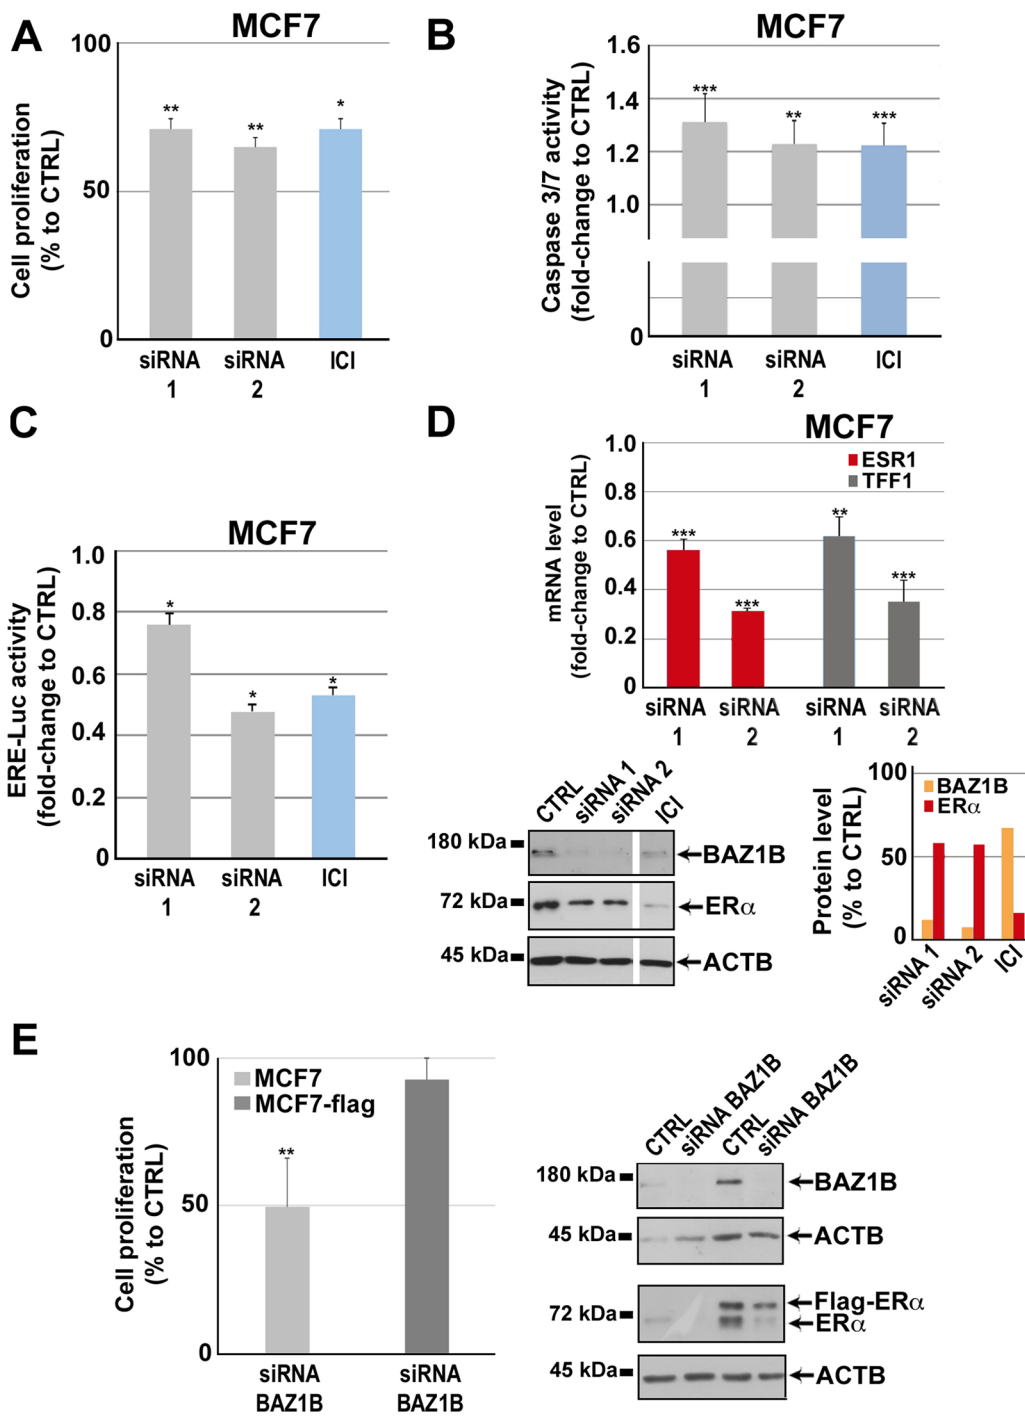 A
MCF7
100
50
0
Cell proliferation
(% to CTRL)
**
**
*
siRNA
1
siRNA
2
ICI
B
MCF7
1.6
1.4
1.2
1.0
0
Caspase 3/7 activity
(fold-change to CTRL)
***
**
***
siRNA
1
siRNA
2
ICI
C
MCF7
1.0
0.8
0.6
0.4
0.2
0
ERE-Luc activity
(fold-change to CTRL)
*
*
*
siRNA
1
siRNA
2
ICI
D
MCF7
ESR1
TFF1
1.0
0.8
0.6
0.4
0.2
0
mRNA level
(fold-change to CTRL)
***
***
**
***
siRNA
1
siRNA
2
siRNA
1
siRNA
2
CTRL
siRNA 1
siRNA 2
ICI
180 kDa
BAZ1B
72 kDa
ERα
45 kDa
ACTB
100
50
0
Protein level
(% to CTRL)
BAZ1B
ERα
siRNA 1
siRNA 2
ICI
E
100
50
0
Cell proliferation
(% to CTRL)
MCF7
MCF7-flag
**
siRNA
BAZ1B
siRNA
BAZ1B
CTRL
siRNA BAZ1B
CTRL
siRNA BAZ1B
180 kDa
BAZ1B
45 kDa
ACTB
72 kDa
Flag-ERα
ERα
45 kDa
ACTB